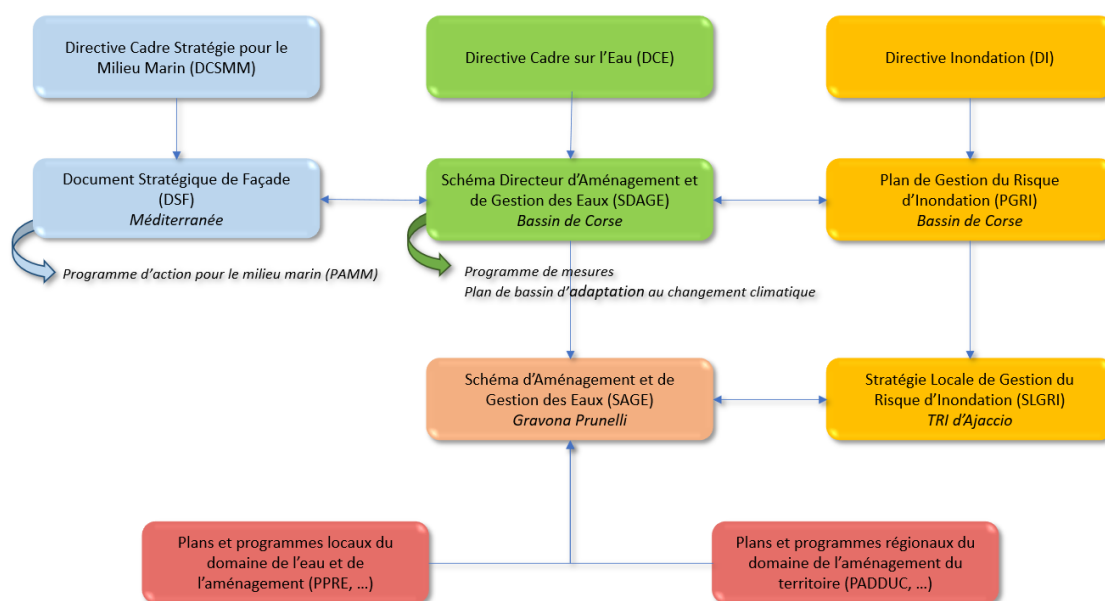 Directive Cadre Stratégie pour le
Milieu Marin (DCSMM)
Directive Cadre sur l'Eau (DCE)
Directive Inondation (DI)
Document Stratégique de Façade
(DSF)
Méditerranée
Schéma Directeur d'Aménagement et
de Gestion des Eaux (SDAGE)
Bassin de Corse
Plan de Gestion du Risque
d'Inondation (PGRI)
Bassin de Corse
Programme d'action pour le milieu marin (PAMM)
Programme de mesures
Plan de bassin d'adaptation au changement climatique
Schéma d'Aménagement et de
Gestion des Eaux (SAGE)
Gravona Prunelli
Stratégie Locale de Gestion du
Risque d'Inondation (SLGRI)
TRI d'Ajaccio
Plans et programmes locaux du
domaine de l'eau et de
l'aménagement (PPRE, ...)
Plans et programmes régionaux du
domaine de l'aménagement du
territoire (PADDUC, ...)